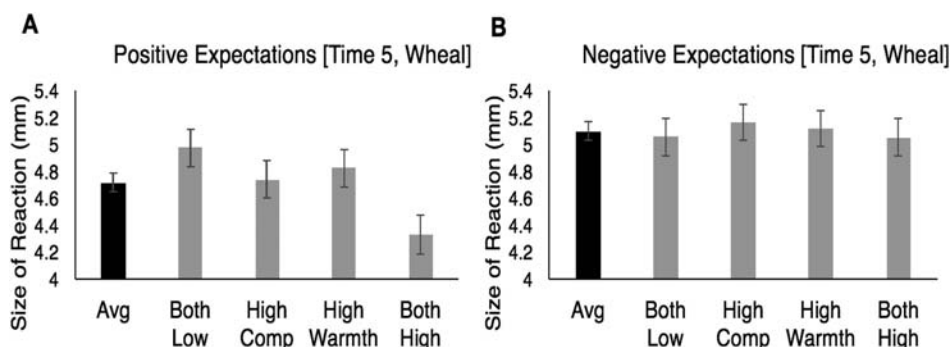 A
Positive Expectations [Time 5, Wheal]
Size of Reaction (mm)
5.4
5.2
5
4.8
4.6
4.4
4.2
4
Avg
Both Low
High Comp
High Warmth
Both High
B
Negative Expectations [Time 5, Wheal]
Size of Reaction (mm)
5.4
5.2
5
4.8
4.6
4.4
4.2
4
Avg
Both Low
High Comp
High Warmth
Both High